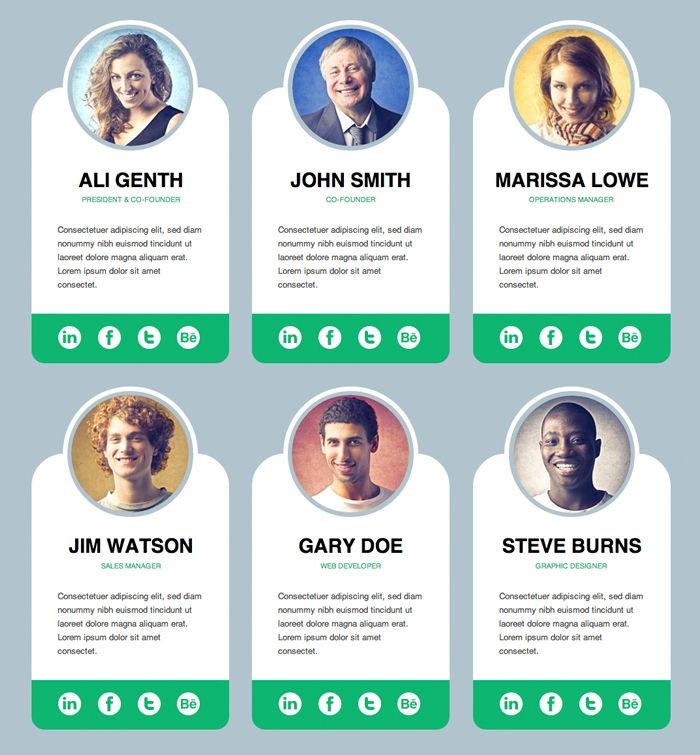 ALI GENTH
PRESIDENT & CO-FOUNDER
Consectetuer adipiscing elit, sed diam
nonummy nibh euismod tincidunt ut
laoreet dolore magna aliquam erat.
Lorem ipsum dolor sit amet
consectet.
in f t Bē
JOHN SMITH
CO-FOUNDER
Consectetuer adipiscing elit, sed diam
nonummy nibh euismod tincidunt ut
laoreet dolore magna aliquam erat.
Lorem ipsum dolor sit amet
consectet.
in f t Bē
MARISSA LOWE
OPERATIONS MANAGER
Consectetuer adipiscing elit, sed diam
nonummy nibh euismod tincidunt ut
laoreet dolore magna aliquam erat.
Lorem ipsum dolor sit amet
consectet.
in f t Bē
JIM WATSON
SALES MANAGER
Consectetuer adipiscing elit, sed diam
nonummy nibh euismod tincidunt ut
laoreet dolore magna aliquam erat.
Lorem ipsum dolor sit amet
consectet.
in f t Bē
GARY DOE
WEB DEVELOPER
Consectetuer adipiscing elit, sed diam
nonummy nibh euismod tincidunt ut
laoreet dolore magna aliquam erat.
Lorem ipsum dolor sit amet
consectet.
in f t Bē
STEVE BURNS
GRAPHIC DESIGNER
Consectetuer adipiscing elit, sed diam
nonummy nibh euismod tincidunt ut
laoreet dolore magna aliquam erat.
Lorem ipsum dolor sit amet
consectet.
in f t Bē